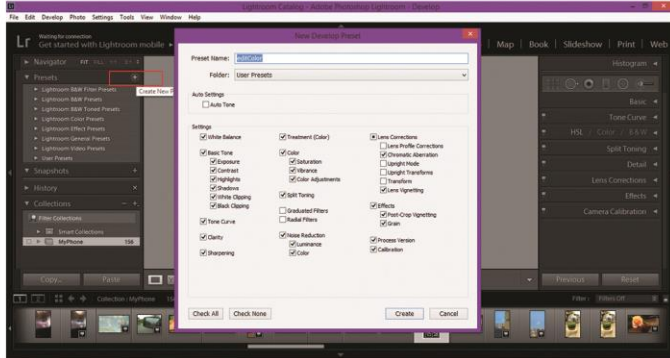 Lightroom Catalog - Adobe Photoshop Lightroom - Develop
File Edit Develop Photo Settings Tools View Window Help
Lr
Waiting for connection
Get started with Lightroom mobile
Map | Book | Slideshow | Print | Web
Navigator FIT FILL 1:1
Presets
Lightroom B&W Filter Presets
Create New P
Lightroom B&W Presets
Lightroom B&W Toned Presets
Lightroom Color Presets
Lightroom Effect Presets
Lightroom General Presets
Lightroom Video Presets
User Presets
Snapshots
History
Collections
Filter Collections
Smart Collections
MyPhone 156
Copy... Paste
New Develop Preset
Preset Name: editColor
Folder: User Presets
Auto Settings
Auto Tone
Settings
White Balance
Basic Tone
Exposure
Contrast
Highlights
Shadows
White Clipping
Black Clipping
Tone Curve
Clarity
Sharpening
Treatment (Color)
Color
Saturation
Vibrance
Color Adjustments
Split Toning
Graduated Filters
Radial Filters
Noise Reduction
Luminance
Color
Lens Corrections
Lens Profile Corrections
Chromatic Aberration
Upright Mode
Upright Transforms
Transform
Lens Vignetting
Effects
Post-Crop Vignetting
Grain
Process Version
Calibration
Check All Check None Create Cancel
Histogram
Basic
Tone Curve
HSL / Color / B&W
Split Toning
Detail
Lens Corrections
Effects
Camera Calibration
Previous Reset
Collection : MyPhone
Filter : Filters Off